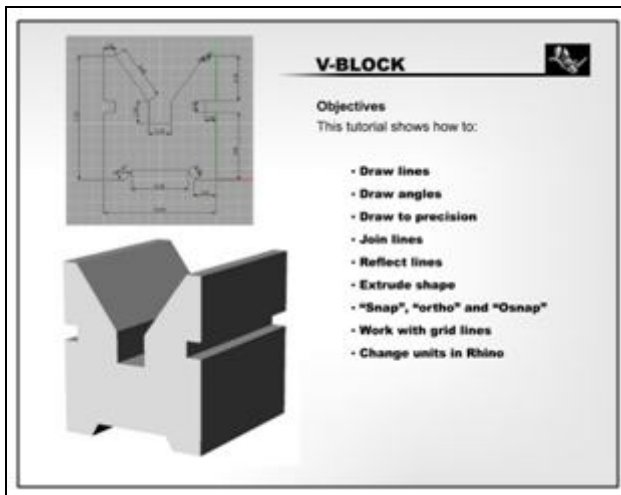 V-BLOCK
Objectives
This tutorial shows how to:
- Draw lines
- Draw angles
- Draw to precision
- Join lines
- Reflect lines
- Extrude shape
- “Snap”, “ortho” and “Osnap”
- Work with grid lines
- Change units in Rhino